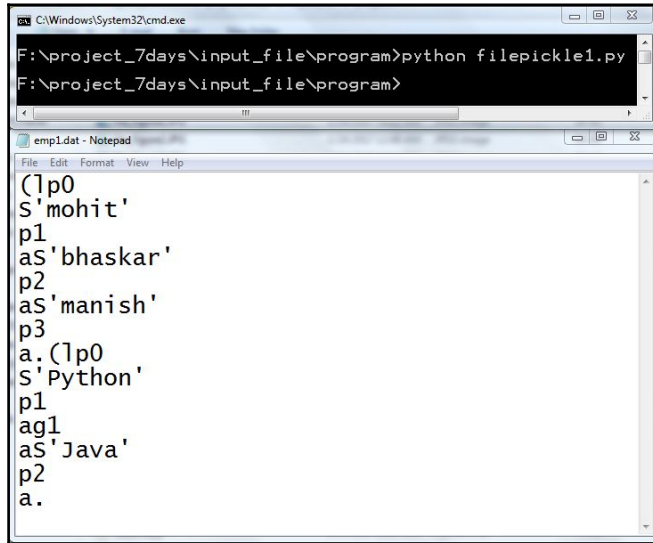 C:\Windows\System32\cmd.exe
F:\project_7days\input_file\program>python filepickle1.py
F:\project_7days\input_file\program>
emp1.dat - Notepad
File Edit Format View Help
(lp0
S'mohit'
p1
aS'bhaskar'
p2
aS'manish'
p3
a.(lp0
S'Python'
p1
ag1
aS'Java'
p2
a.